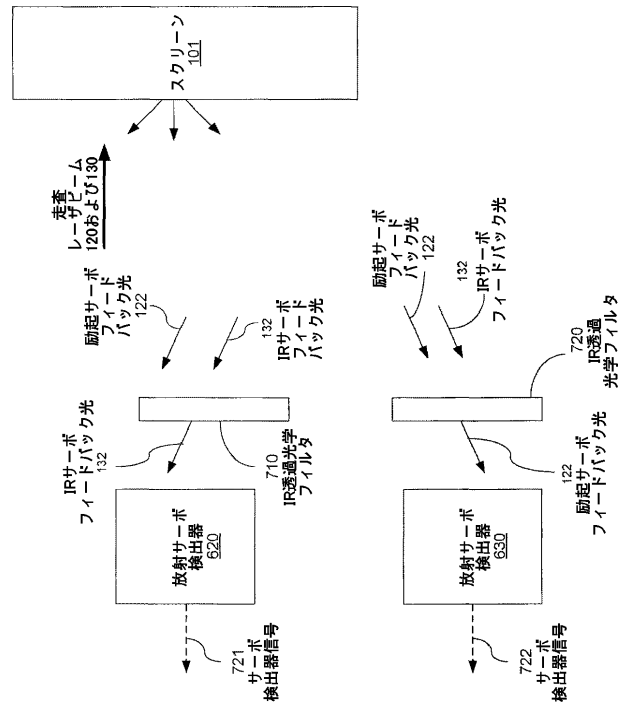 スクリーン
101
走査
レーザビーム
120および130
励起サーボ
フィードバック光
122
IRサーボ
フィードバック光
132
励起サーボ
フィード
バック光
122
132
IRサーボ
フィード
バック光
IRサーボ
フィードバック光
132
710
IR透過光学
フィルタ
720
IR透過
光学フィルタ
122
励起サーボ
フィードバック光
放射サーボ
検出器
620
放射サーボ
検出器
630
721
サーボ
検出器信号
722
サーボ
検出器信号